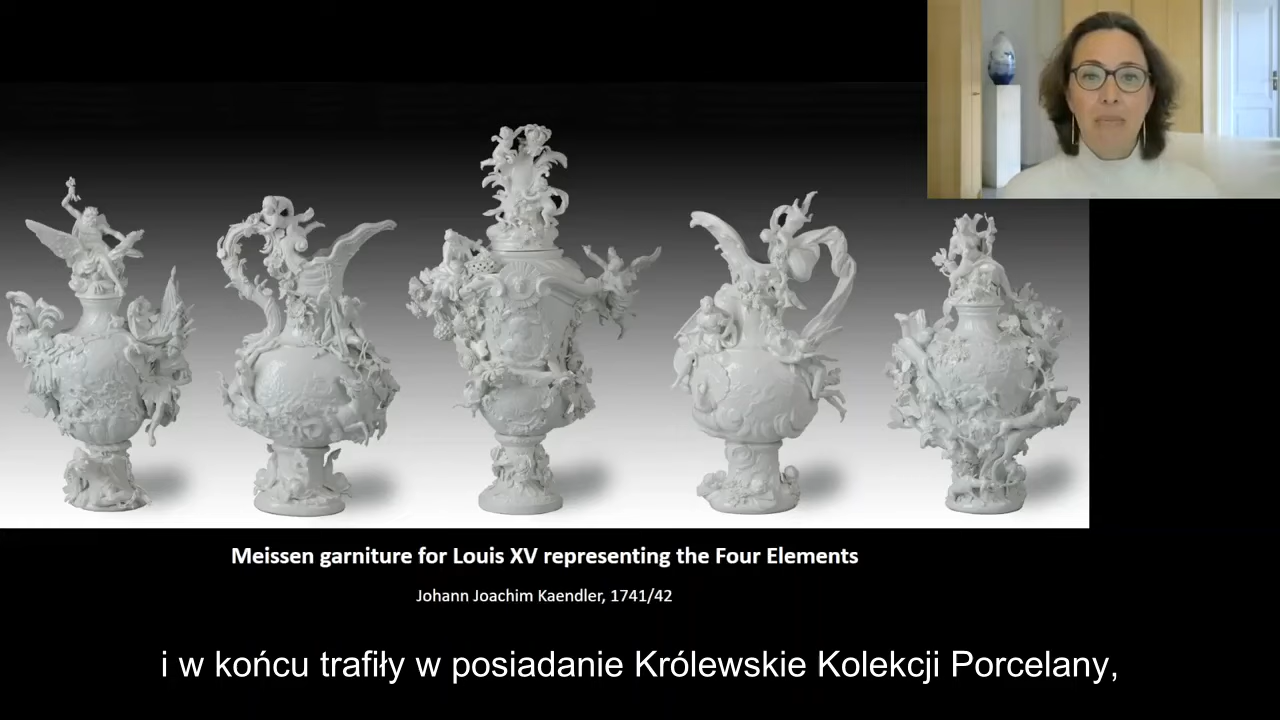 Meissen garniture for Louis XV representing the Four Elements
Johann Joachim Kaendler, 1741/42
i w końcu trafiły w posiadanie Królewskie Kolekcji Porcelany,